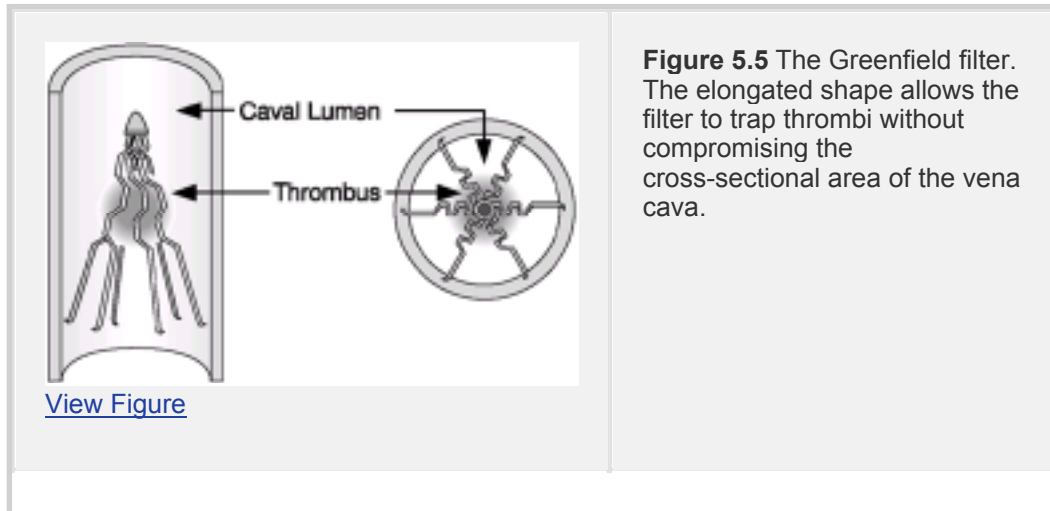 Caval Lumen
Thrombus
View Figure
Figure 5.5 The Greenfield filter.
The elongated shape allows the
filter to trap thrombi without
compromising the
cross-sectional area of the vena
cava.